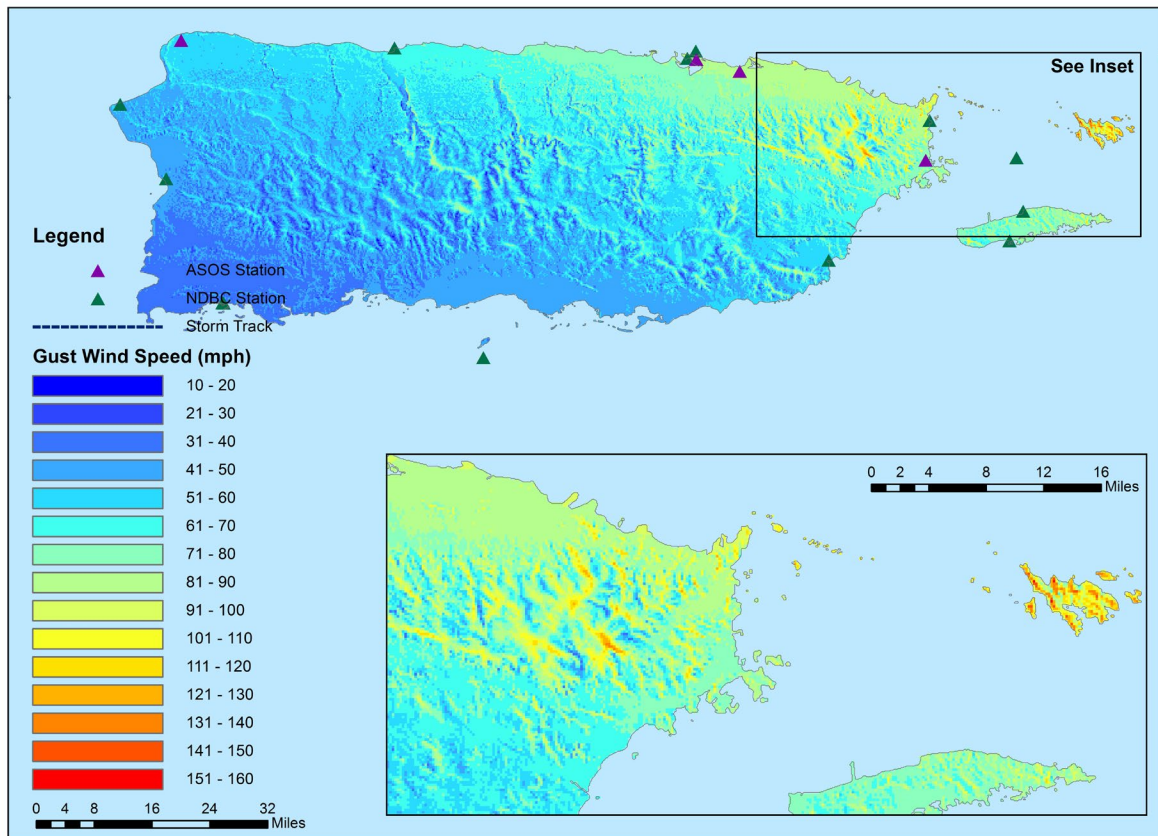 See Inset
Legend
ASOS Station
NDBC Station
Storm Track
Gust Wind Speed (mph)
10 - 20
21 - 30
31 - 40
41 - 50
51 - 60
61 - 70
71 - 80
81 - 90
91 - 100
101 - 110
111 - 120
121 - 130
131 - 140
141 - 150
151 - 160
0 4 8 16 24 32
Miles
0 2 4 8 12 16
Miles